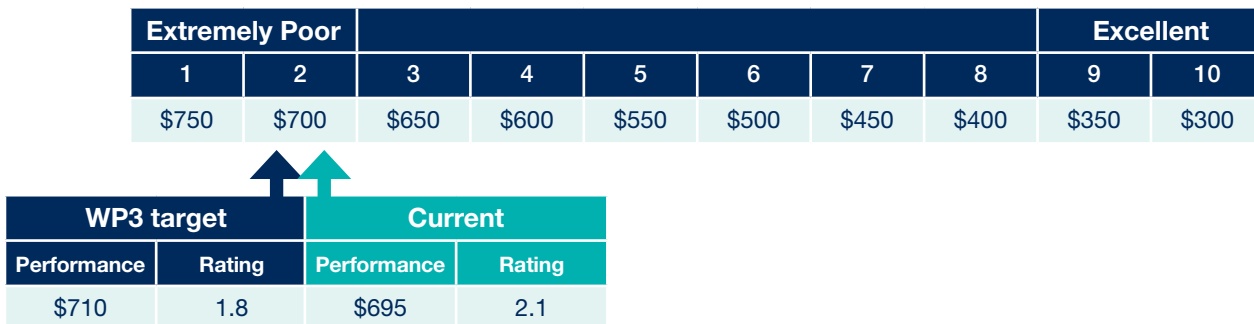 Extremely Poor Excellent
1 2 3 4 5 6 7 8 9 10
$750 $700 $650 $600 $550 $500 $450 $400 $350 $300
WP3 target Current
Performance Rating Performance Rating
$710 1.8 $695 2.1